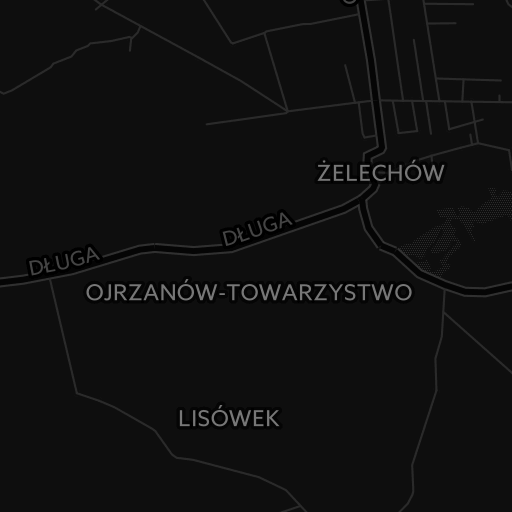 ŻELECHÓW
DŁUGA
DŁUGA
OJRZANÓW-TOWARZYSTWO
LISÓWEK